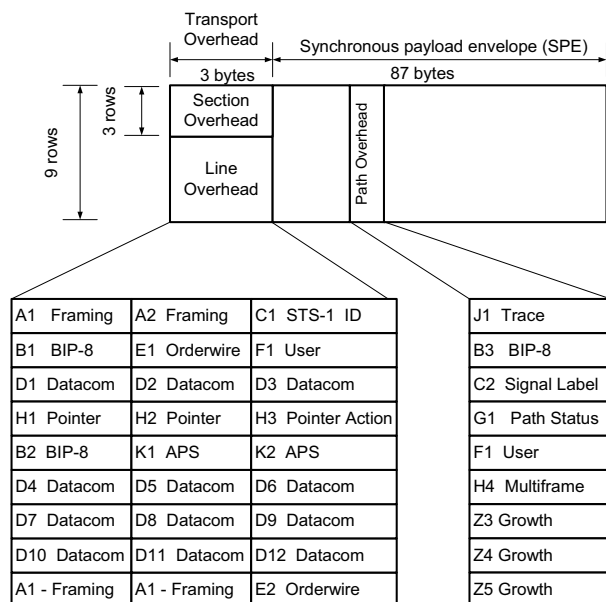 Transport
Overhead
Synchronous payload envelope (SPE)
3 bytes
87 bytes
9 rows
3 rows
Section
Overhead
Line
Overhead
Path Overhead
A1 Framing A2 Framing C1 STS-1 ID
B1 BIP-8 E1 Orderwire F1 User
D1 Datacom D2 Datacom D3 Datacom
H1 Pointer H2 Pointer H3 Pointer Action
B2 BIP-8 K1 APS K2 APS
D4 Datacom D5 Datacom D6 Datacom
D7 Datacom D8 Datacom D9 Datacom
D10 Datacom D11 Datacom D12 Datacom
A1 - Framing A1 - Framing E2 Orderwire
J1 Trace
B3 BIP-8
C2 Signal Label
G1 Path Status
F1 User
H4 Multiframe
Z3 Growth
Z4 Growth
Z5 Growth